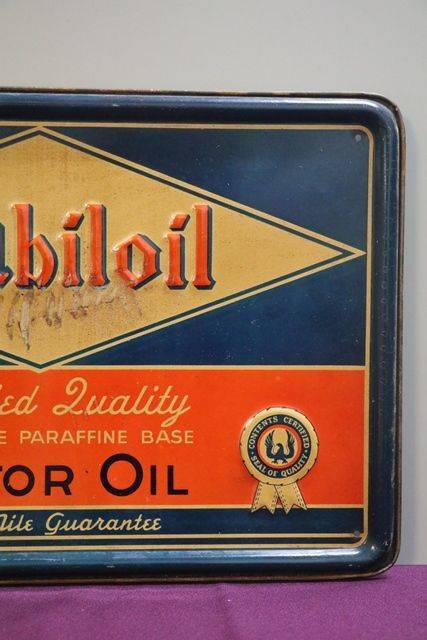 biloil
ed Quality
E PARAFFINE BASE
TOR OIL
Mile Guarantee
CONTENTS CERTIFIED
SEAL OF QUALITY